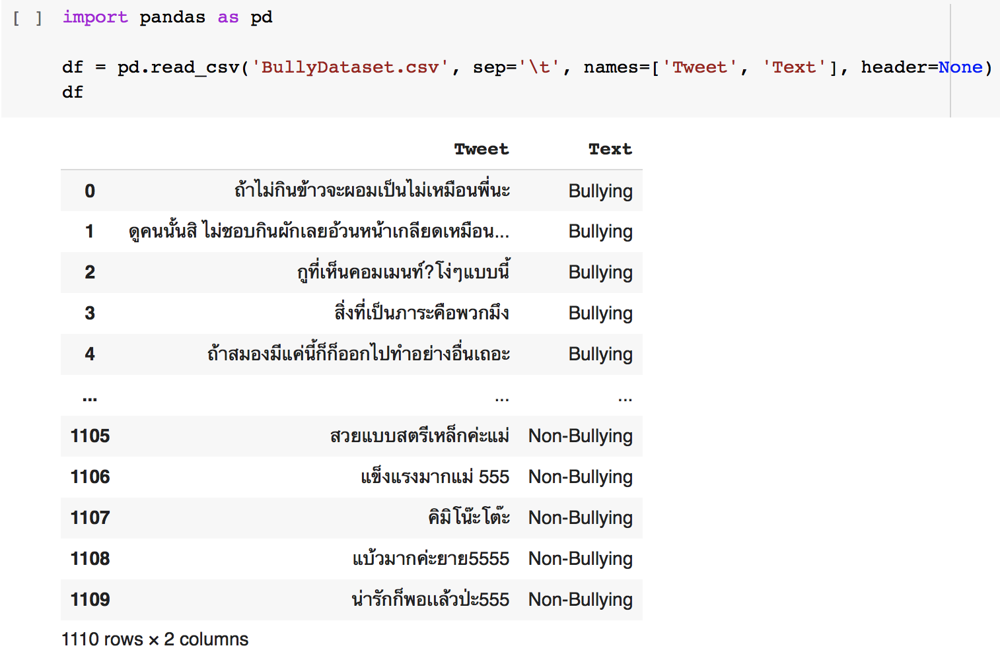 [ ] import pandas as pd
df = pd.read_csv('BullyDataset.csv', sep='\t', names=['Tweet', 'Text'], header=None)
df
Tweet Text
0 ถ้าไม่กินข้าวจะผอมเป็นไม่เหมือนพี่นะ Bullying
1 ดูคนนั้นสิ ไม่ชอบกินผักเลยอ้วนหน้าเกลียดเหมือน... Bullying
2 กูที่เห็นคอมเมนท์?โง่ๆแบบนี้ Bullying
3 สิ่งที่เป็นภาระคือพวกมึง Bullying
4 ถ้าสมองมีแค่นี้ก็ก็ออกไปทำอย่างอื่นเถอะ Bullying
... ... ...
1105 สวยแบบสตรีเหล็กค่ะแม่ Non-Bullying
1106 แข็งแรงมากแม่ 555 Non-Bullying
1107 คิมิโน๊ะโต๊ะ Non-Bullying
1108 แบ้วมากค่ะยาย5555 Non-Bullying
1109 น่ารักก็พอแล้วป่ะ555 Non-Bullying
1110 rows × 2 columns